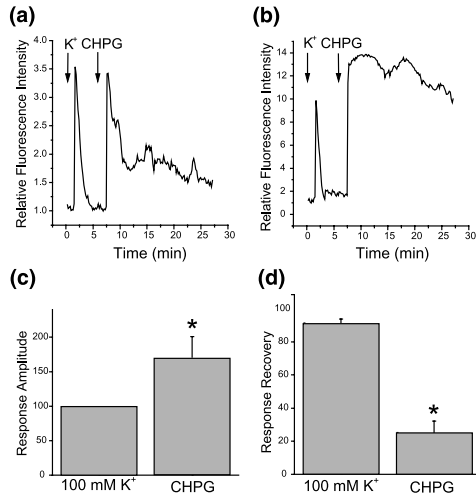 (a)
K+ CHPG
Relative Fluorescence Intensity
4.0
3.5
3.0
2.5
2.0
1.5
1.0
0 5 10 15 20 25 30
Time (min)
(b)
K+ CHPG
Relative Fluorescence Intensity
14
12
10
8
6
4
2
0
0 5 10 15 20 25 30
Time (min)
(c)
Response Amplitude
200
150
100
50
0
*
100 mM K+
CHPG
(d)
Response Recovery
100
80
60
40
20
0
*
100 mM K+
CHPG